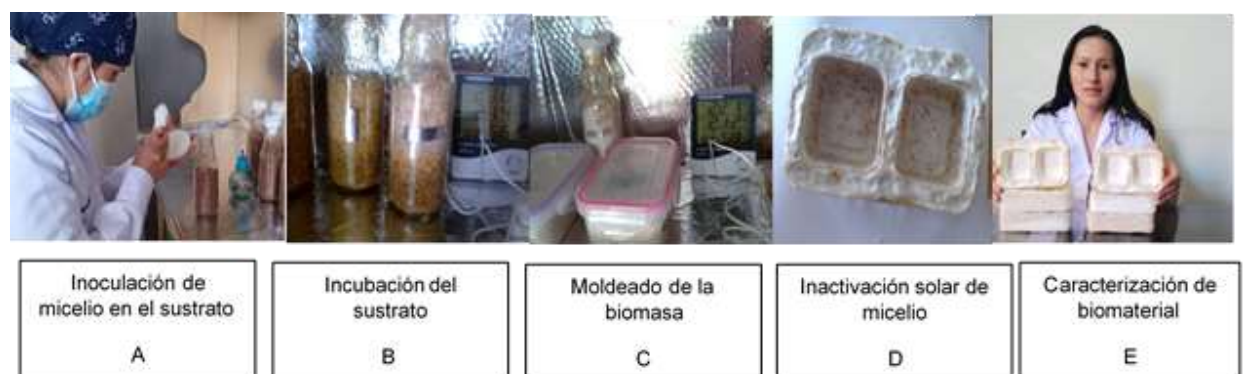 Inoculación de
micelio en el sustrato
A
Incubación del
sustrato
B
Moldeado de la
biomasa
C
Inactivación solar de
micelio
D
Caracterización de
biomaterial
E